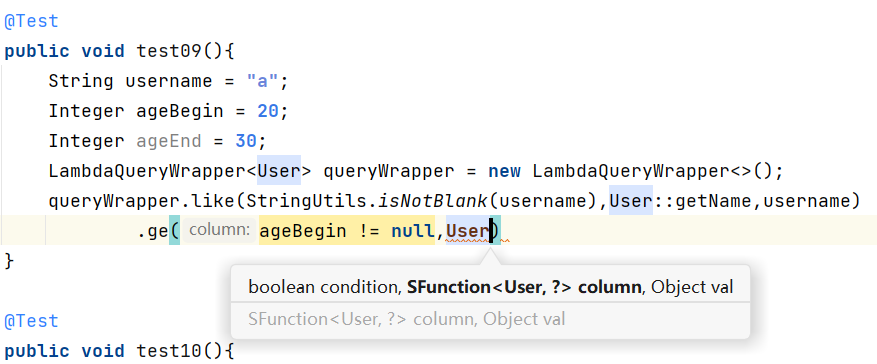 @Test
public void test09(){
    String username = "a";
    Integer ageBegin = 20;
    Integer ageEnd = 30;
    LambdaQueryWrapper<User> queryWrapper = new LambdaQueryWrapper<>();
    queryWrapper.like(StringUtils.isNotBlank(username),User::getName,username)
            .ge( column: ageBegin != null,User)
}
boolean condition, SFunction<User, ?> column, Object val
SFunction<User, ?> column, Object val
@Test
public void test10(){